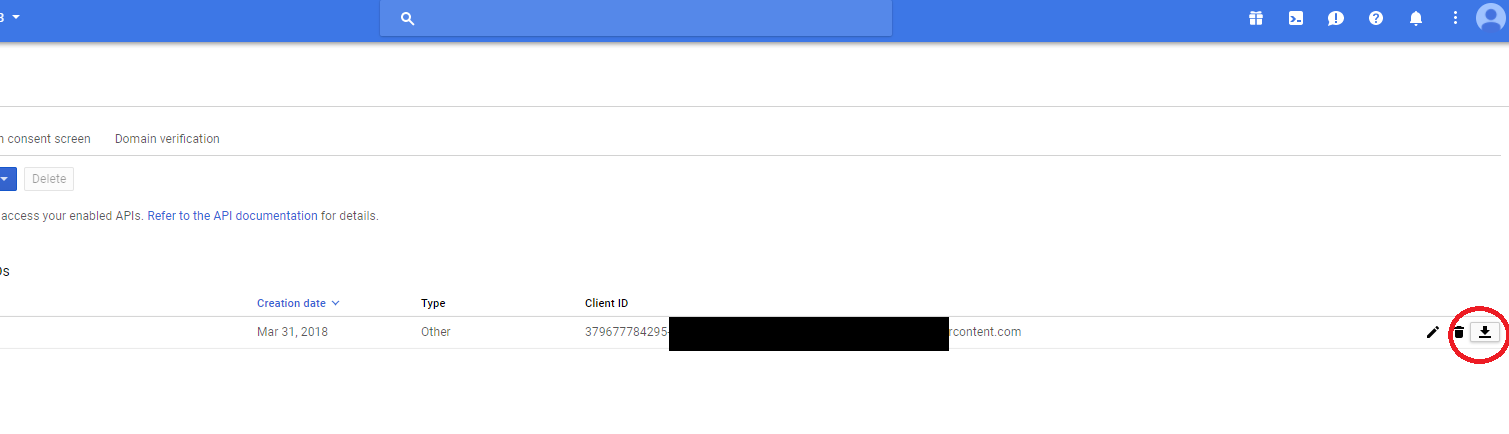 n consent screen Domain verification
Delete
access your enabled APIs. Refer to the API documentation for details.
Ds
Creation date Type Client ID
Mar 31, 2018 Other 379677784295- rcontent.com